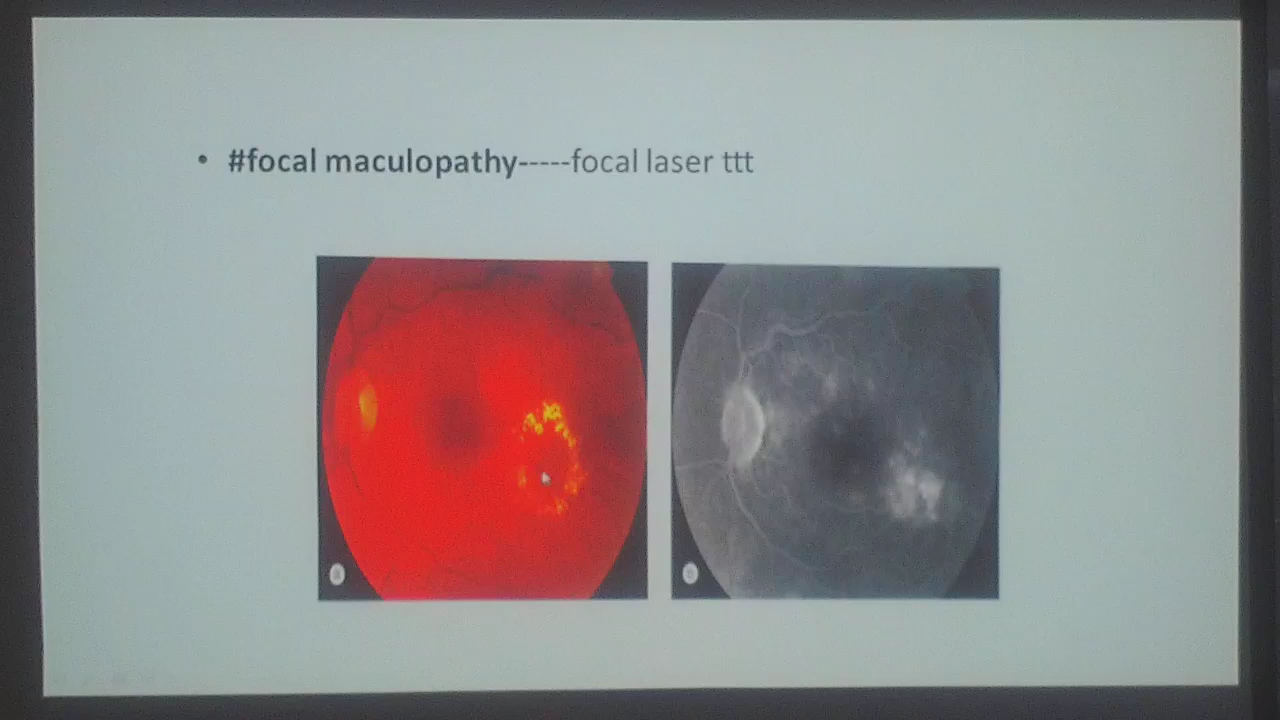 • #focal maculopathy-----focal laser ttt